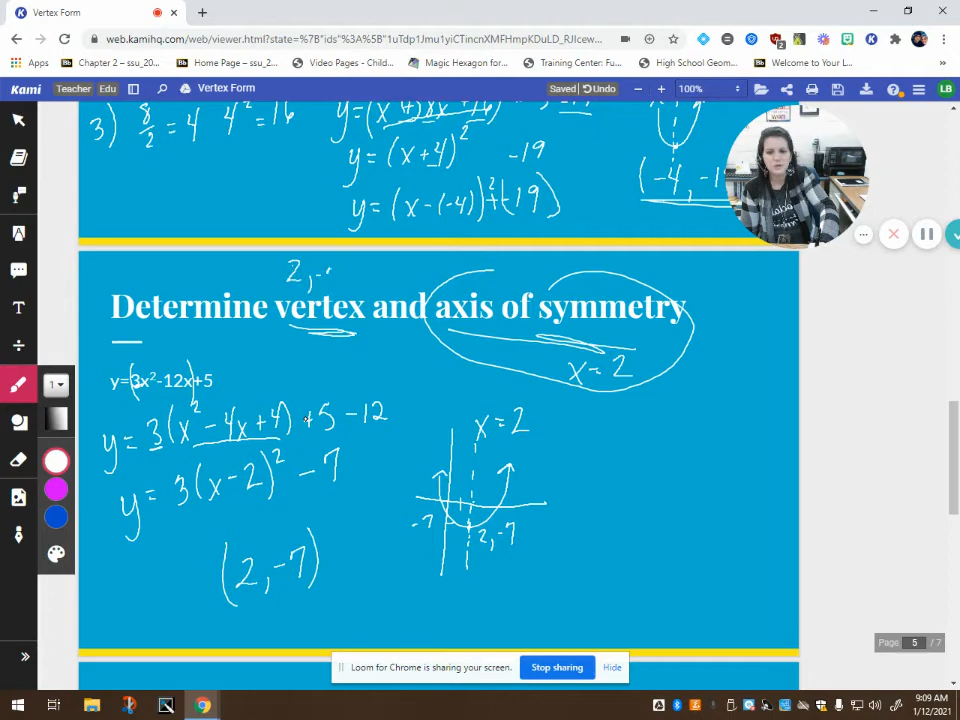 Vertex Form
web.kamihq.com/web/viewer.html?state=%7B"ids"%3A%5B"1uTdp1Jmu1yiCTincnXMFHmpKDuLD_RJIcew...
Apps
Chapter 2 – ssu_20...
Home Page – ssu_2...
Video Pages - Child...
Magic Hexagon for...
Training Center: Fu...
High School Geom...
Welcome to Your L...
Kami
Teacher
Edu
Vertex Form
Saved
Undo
100%
LB
3) 8/2 = 4 4² = 16
y = (x + 4)² -19
y = (x - (-4))² + (-19)
(-4, -1
2, -
Determine vertex and axis of symmetry
x = 2
y=3x²-12x+5
y = 3(x² - 4x + 4) + 5 - 12
x = 2
y = 3(x - 2)² - 7
-7
2, -7
(2, -7)
1
Page 5 / 7
Loom for Chrome is sharing your screen.
Stop sharing
Hide
9:09 AM
1/12/2021